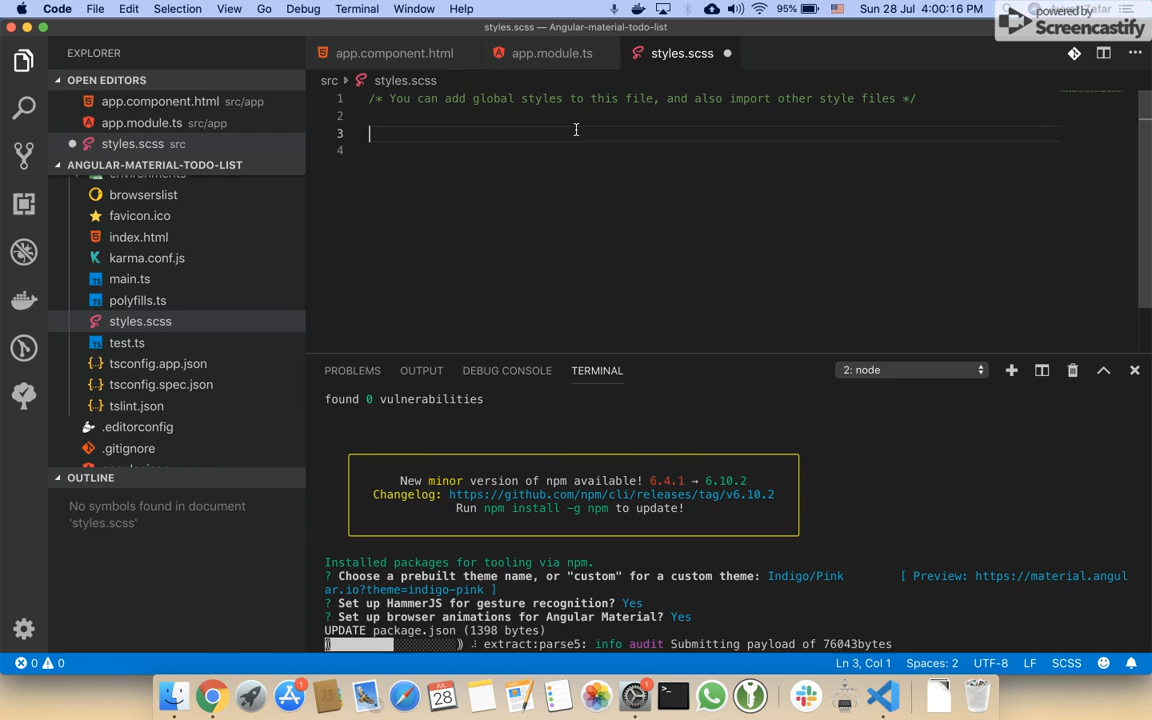 Code File Edit Selection View Go Debug Terminal Window Help 95% Sun 28 Jul 4:00:16 PM Zafar
powered by
Screencastify
styles.scss — Angular-material-todo-list
EXPLORER
app.component.html app.module.ts styles.scss
OPEN EDITORS
app.component.html src/app
app.module.ts src/app
styles.scss src
ANGULAR-MATERIAL-TODO-LIST
environments
browserslist
favicon.ico
index.html
karma.conf.js
main.ts
polyfills.ts
styles.scss
test.ts
tsconfig.app.json
tsconfig.spec.json
tslint.json
.editorconfig
.gitignore
OUTLINE
No symbols found in document
'styles.scss'
src styles.scss
1 /* You can add global styles to this file, and also import other style files */
2
3
4
PROBLEMS OUTPUT DEBUG CONSOLE TERMINAL 2: node
found 0 vulnerabilities
New minor version of npm available! 6.4.1 → 6.10.2
Changelog: https://github.com/npm/cli/releases/tag/v6.10.2
Run npm install -g npm to update!
Installed packages for tooling via npm.
? Choose a prebuilt theme name, or "custom" for a custom theme: Indigo/Pink [ Preview: https://material.angul
ar.io?theme=indigo-pink ]
? Set up HammerJS for gesture recognition? Yes
? Set up browser animations for Angular Material? Yes
UPDATE package.json (1398 bytes)
extract:parse5: info audit Submitting payload of 76043bytes
0 0 Ln 3, Col 1 Spaces: 2 UTF-8 LF SCSS
1 28 1